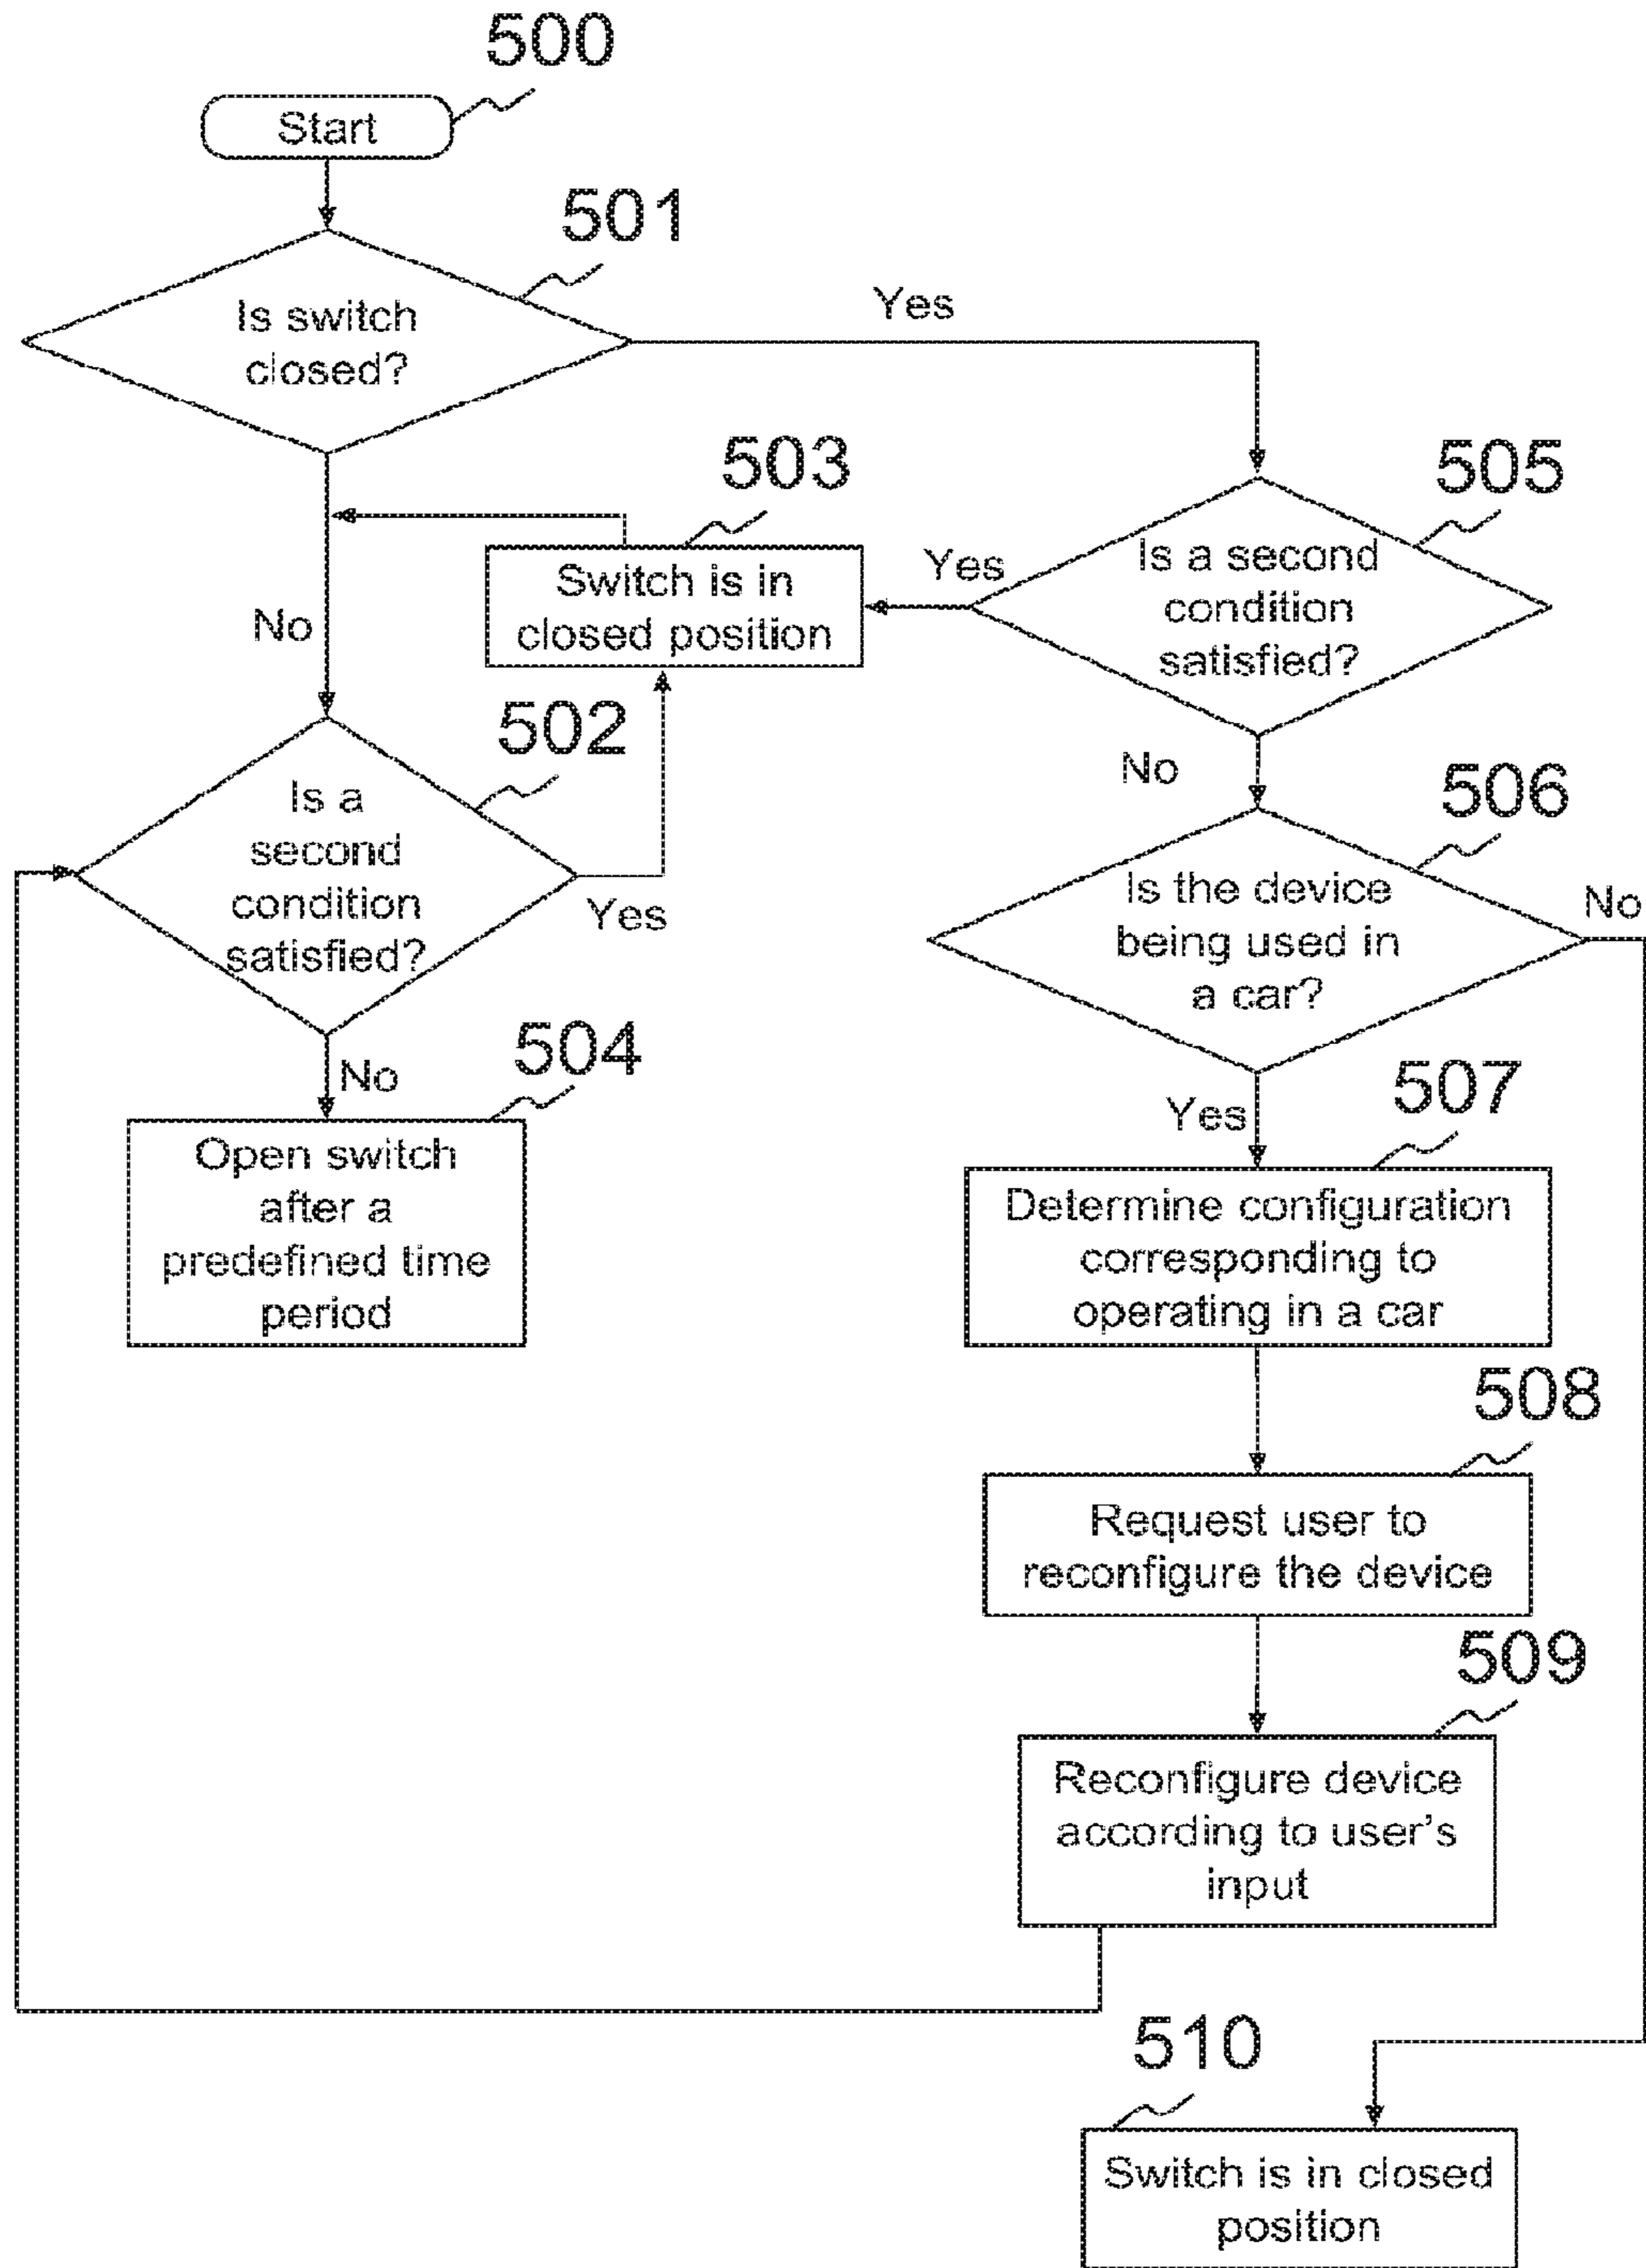 500
Start
501
Is switch
closed?
Yes
503
505
Switch is in
closed position
Yes
Is a second
condition
satisfied?
No
502
No
506
Is a
second
condition
satisfied?
Yes
Is the device
being used in
a car?
No
No
504
Yes
507
Open switch
after a
predefined time
period
Determine configuration
corresponding to
operating in a car
508
Request user to
reconfigure the device
509
Reconfigure device
according to user's
input
510
Switch is in closed
position